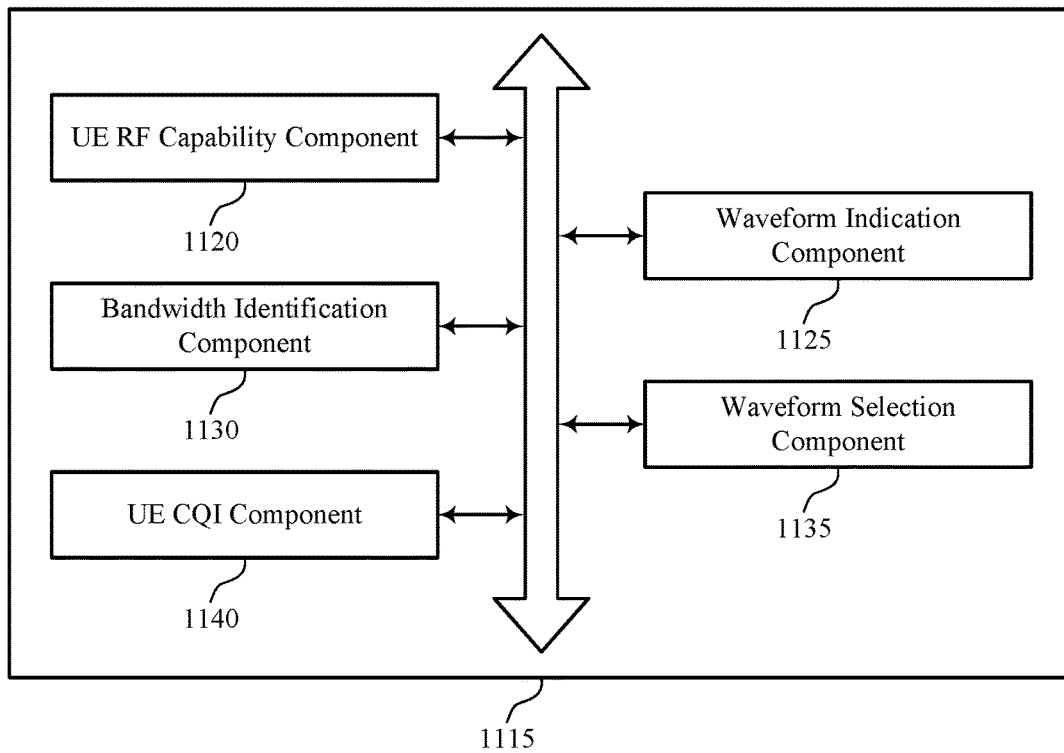 UE RF Capability Component
1120
Waveform Indication
Component
1125
Bandwidth Identification
Component
1130
Waveform Selection
Component
1135
UE CQI Component
1140
1115